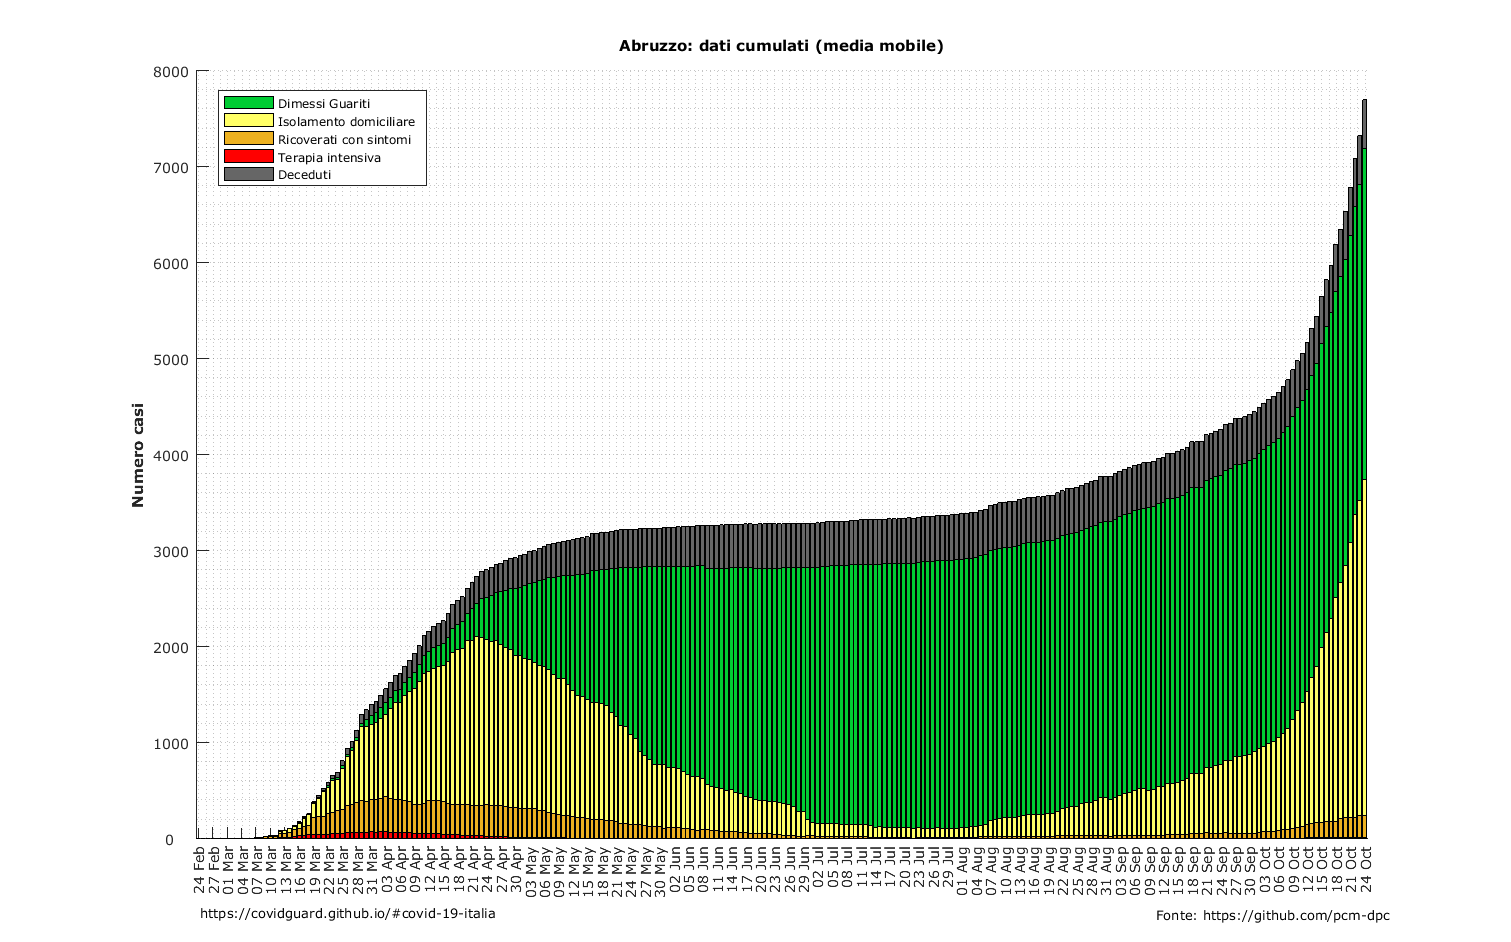 Abruzzo: dati cumulati (media mobile)
8000
7000
6000
5000
4000
3000
2000
1000
0
Numero casi
Dimessi Guariti
Isolamento domiciliare
Ricoverati con sintomi
Terapia intensiva
Deceduti
24 Feb
27 Feb
01 Mar
04 Mar
07 Mar
10 Mar
13 Mar
16 Mar
19 Mar
22 Mar
25 Mar
28 Mar
31 Mar
03 Apr
06 Apr
09 Apr
12 Apr
15 Apr
18 Apr
21 Apr
24 Apr
27 Apr
30 Apr
03 May
06 May
09 May
12 May
15 May
18 May
21 May
24 May
27 May
30 May
02 Jun
05 Jun
08 Jun
11 Jun
14 Jun
17 Jun
20 Jun
23 Jun
26 Jun
29 Jun
02 Jul
05 Jul
08 Jul
11 Jul
14 Jul
17 Jul
20 Jul
23 Jul
26 Jul
29 Jul
01 Aug
04 Aug
07 Aug
10 Aug
13 Aug
16 Aug
19 Aug
22 Aug
25 Aug
28 Aug
31 Aug
03 Sep
06 Sep
09 Sep
12 Sep
15 Sep
18 Sep
21 Sep
24 Sep
27 Sep
30 Sep
03 Oct
06 Oct
09 Oct
12 Oct
15 Oct
18 Oct
21 Oct
24 Oct
https://covidguard.github.io/#covid-19-italia
Fonte: https://github.com/pcm-dpc